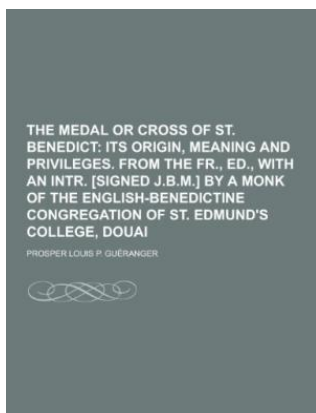 THE MEDAL OR CROSS OF ST.
BENEDICT: ITS ORIGIN, MEANING AND
PRIVILEGES. FROM THE FR., ED., WITH
AN INTR. [SIGNED J.B.M.] BY A MONK
OF THE ENGLISH-BENEDICTINE
CONGREGATION OF ST. EDMUND'S
COLLEGE, DOUAI
PROSPER LOUIS P. GUÉRANGER